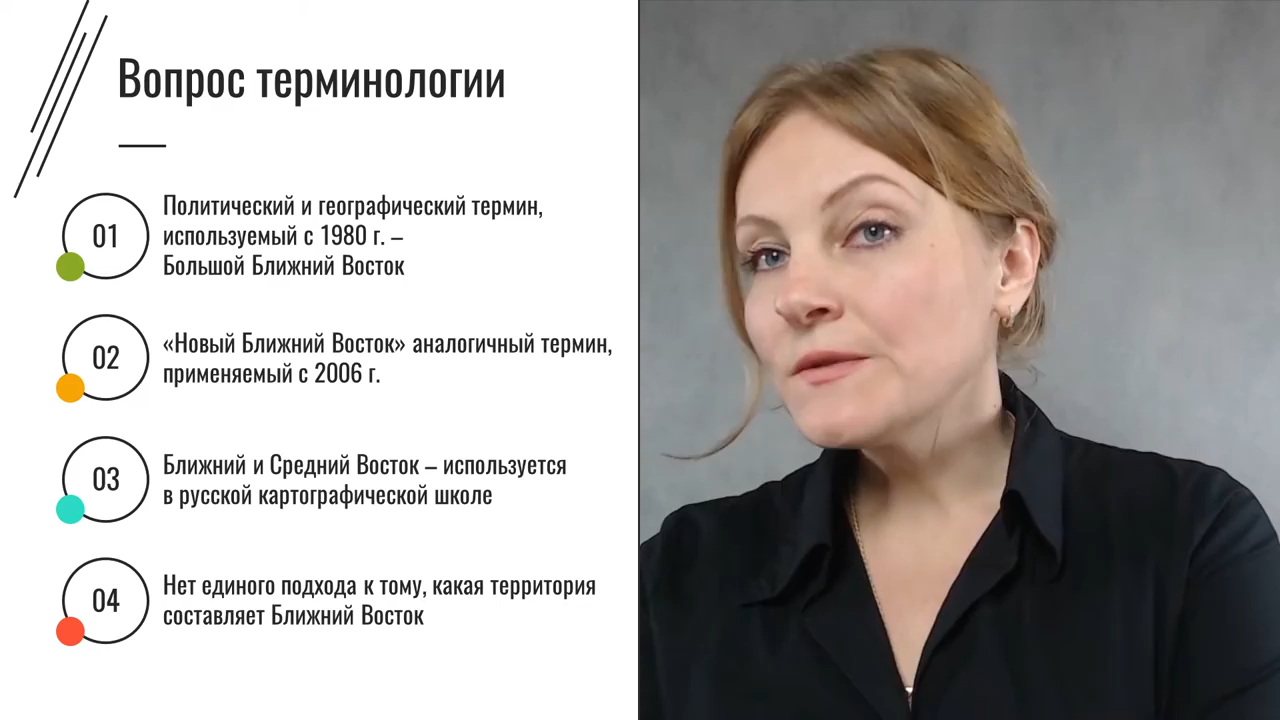 Вопрос терминологии
01
Политический и географический термин,
используемый с 1980 г. –
Большой Ближний Восток
02
«Новый Ближний Восток» аналогичный термин,
применяемый с 2006 г.
03
Ближний и Средний Восток – используется
в русской картографической школе
04
Нет единого подхода к тому, какая территория
составляет Ближний Восток